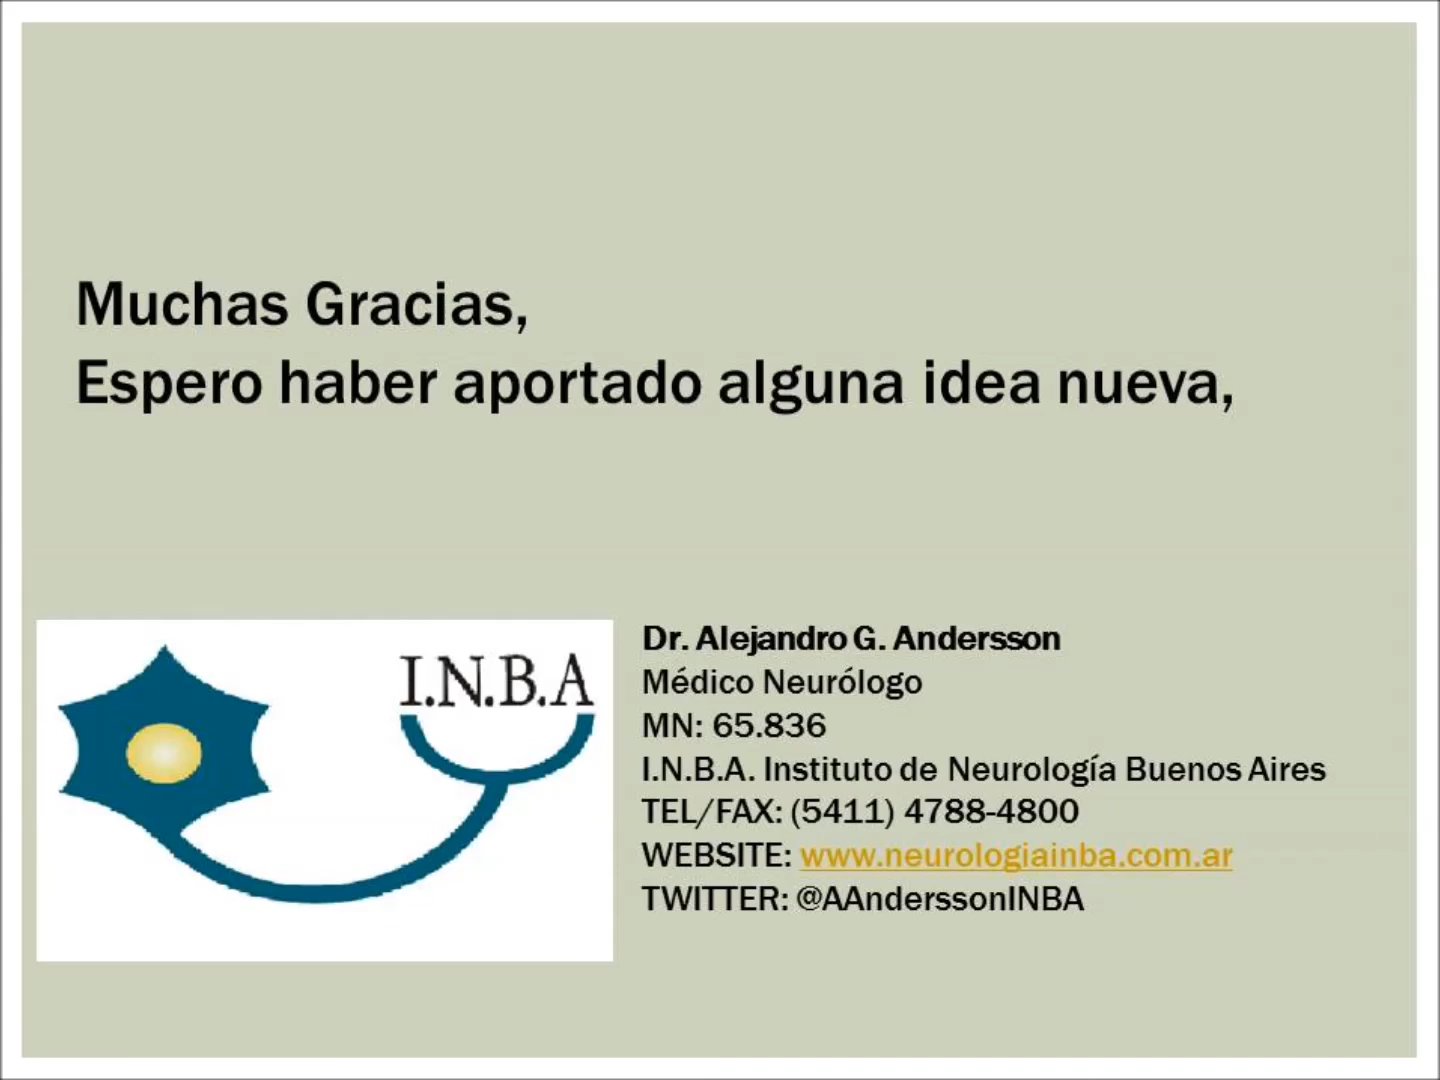 Muchas Gracias,
Espero haber aportado alguna idea nueva,
I.N.B.A
Dr. Alejandro G. Andersson
Médico Neurólogo
MN: 65.836
I.N.B.A. Instituto de Neurología Buenos Aires
TEL/FAX: (5411) 4788-4800
WEBSITE: www.neurologiainba.com.ar
TWITTER: @AAnderssonINBA